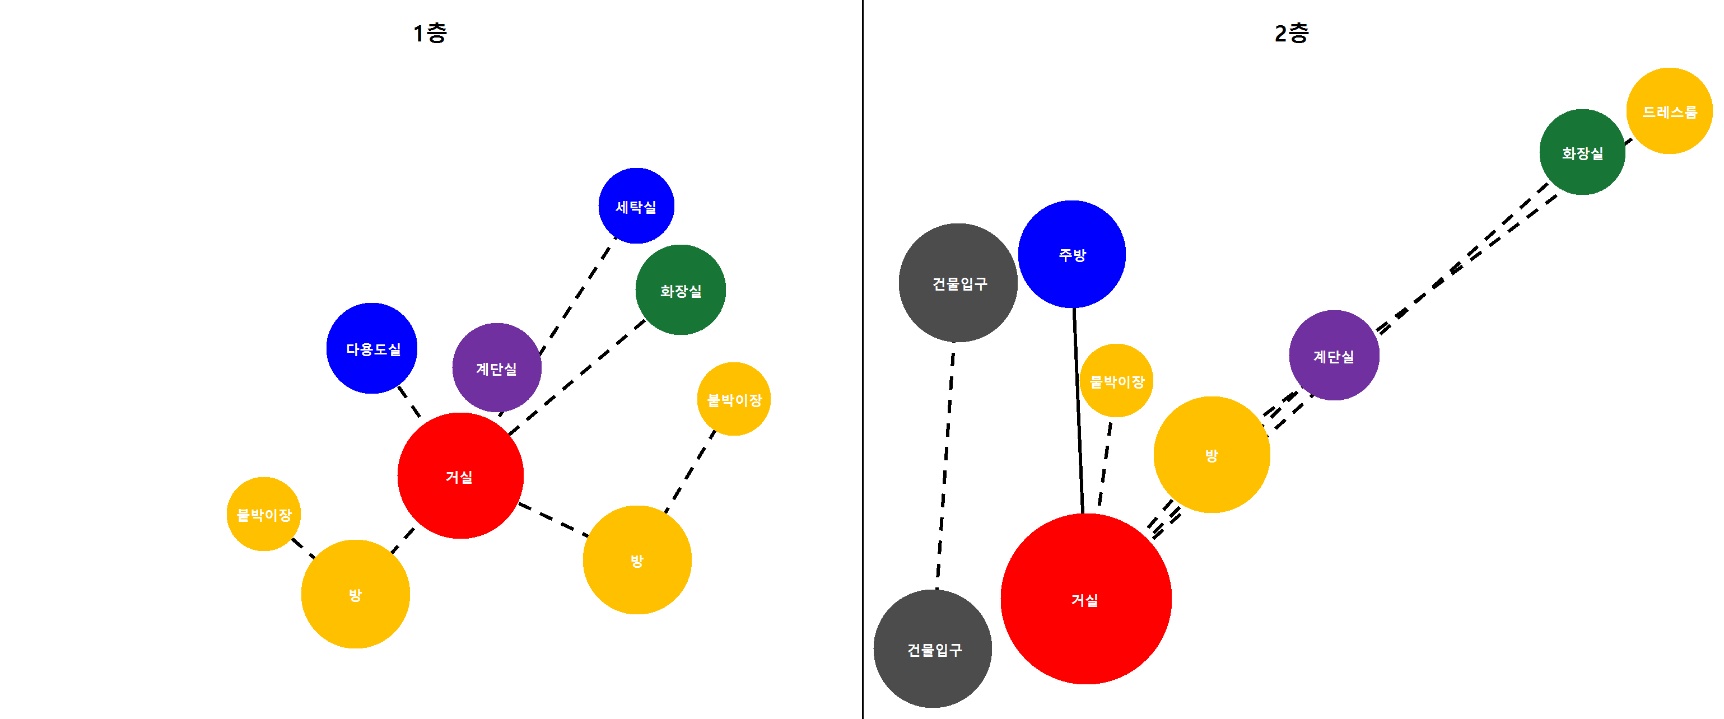 1층
세탁실
화장실
다용도실
계단실
붙박이장
거실
붙박이장
방
방
2층
드레스룸
화장실
주방
건물입구
계단실
붙박이장
방
거실
건물입구